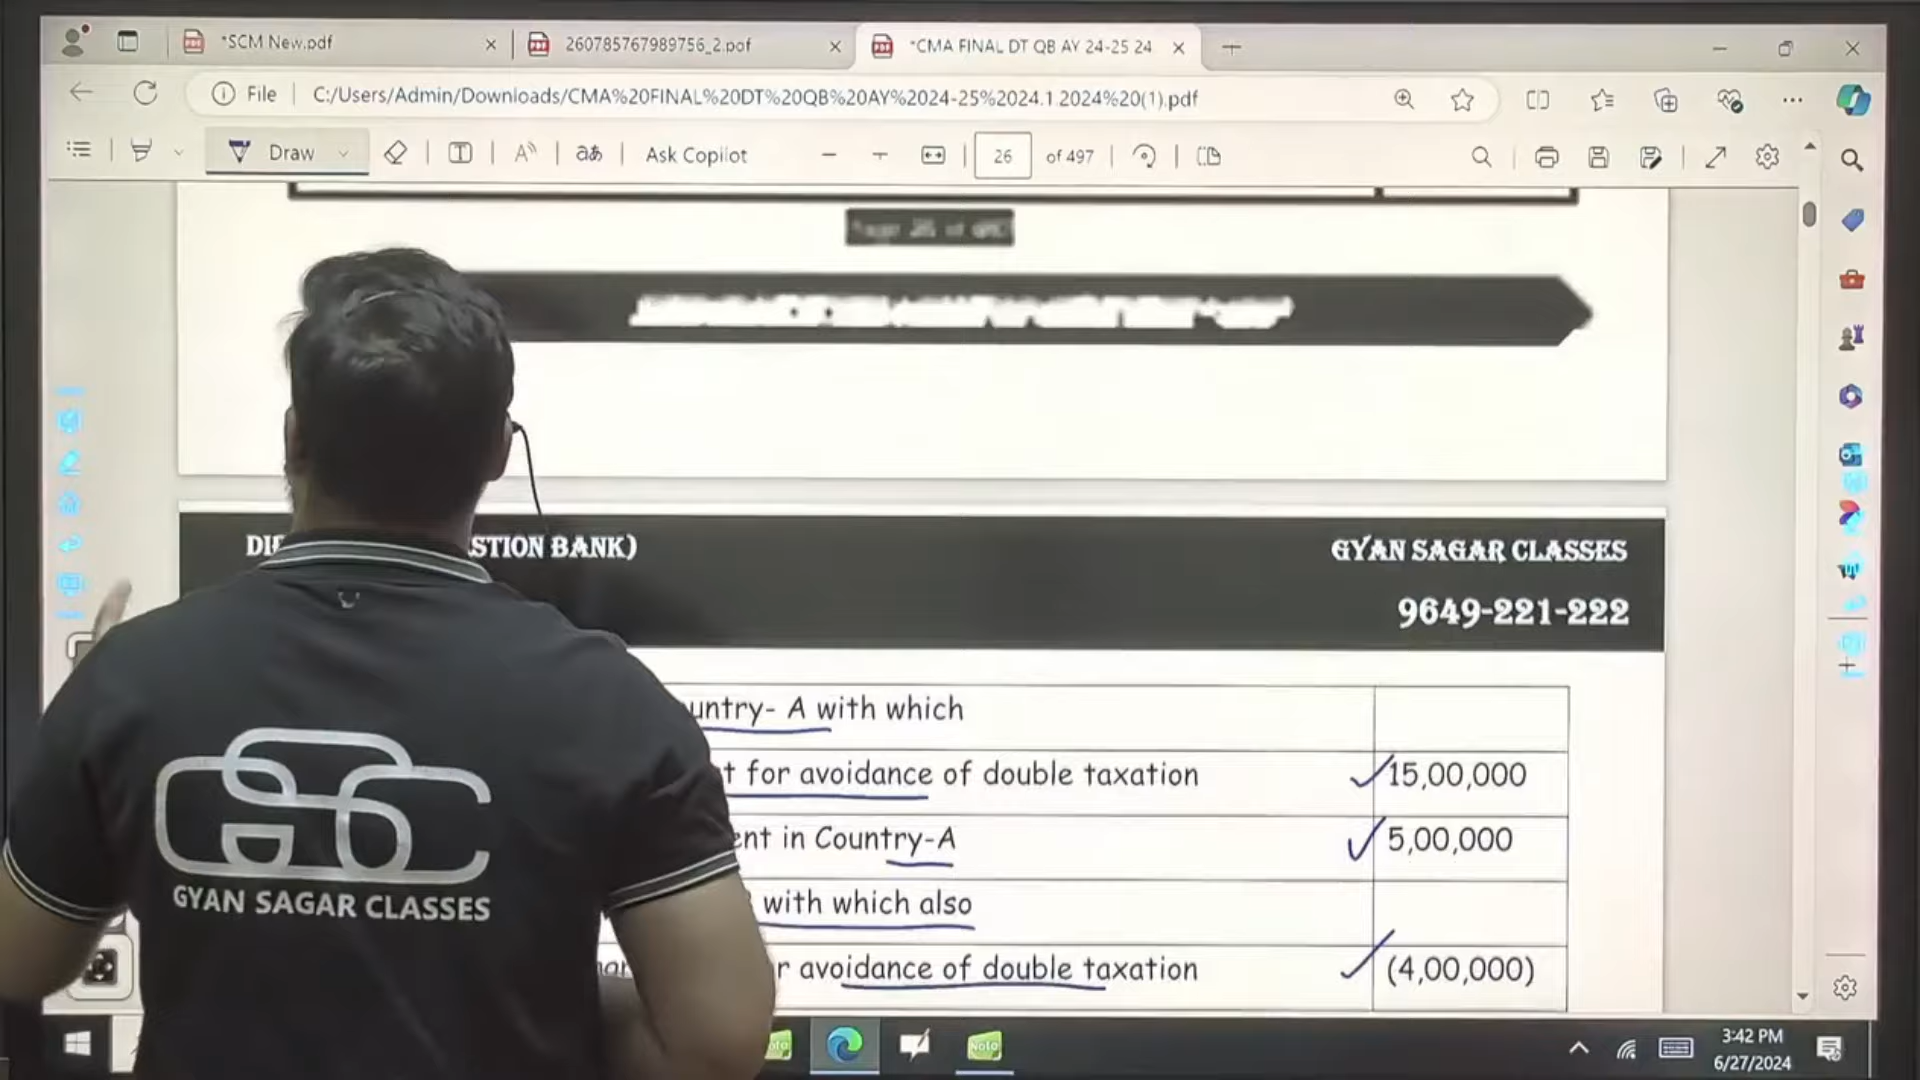 *SCM New.pdf
260785767989756_2.pdf
*CMA FINAL DT QB AY 24-25 24
File
C:/Users/Admin/Downloads/CMA%20FINAL%20DT%20QB%20AY%2024-25%2024.1.2024%20(1).pdf
Draw
Ask Copilot
26
of 497
STION BANK)
GYAN SAGAR CLASSES
9649-221-222
untry- A with which
t for avoidance of double taxation
15,00,000
ent in Country-A
5,00,000
with which also
r avoidance of double taxation
(4,00,000)
GSC
GYAN SAGAR CLASSES
3:42 PM
6/27/2024